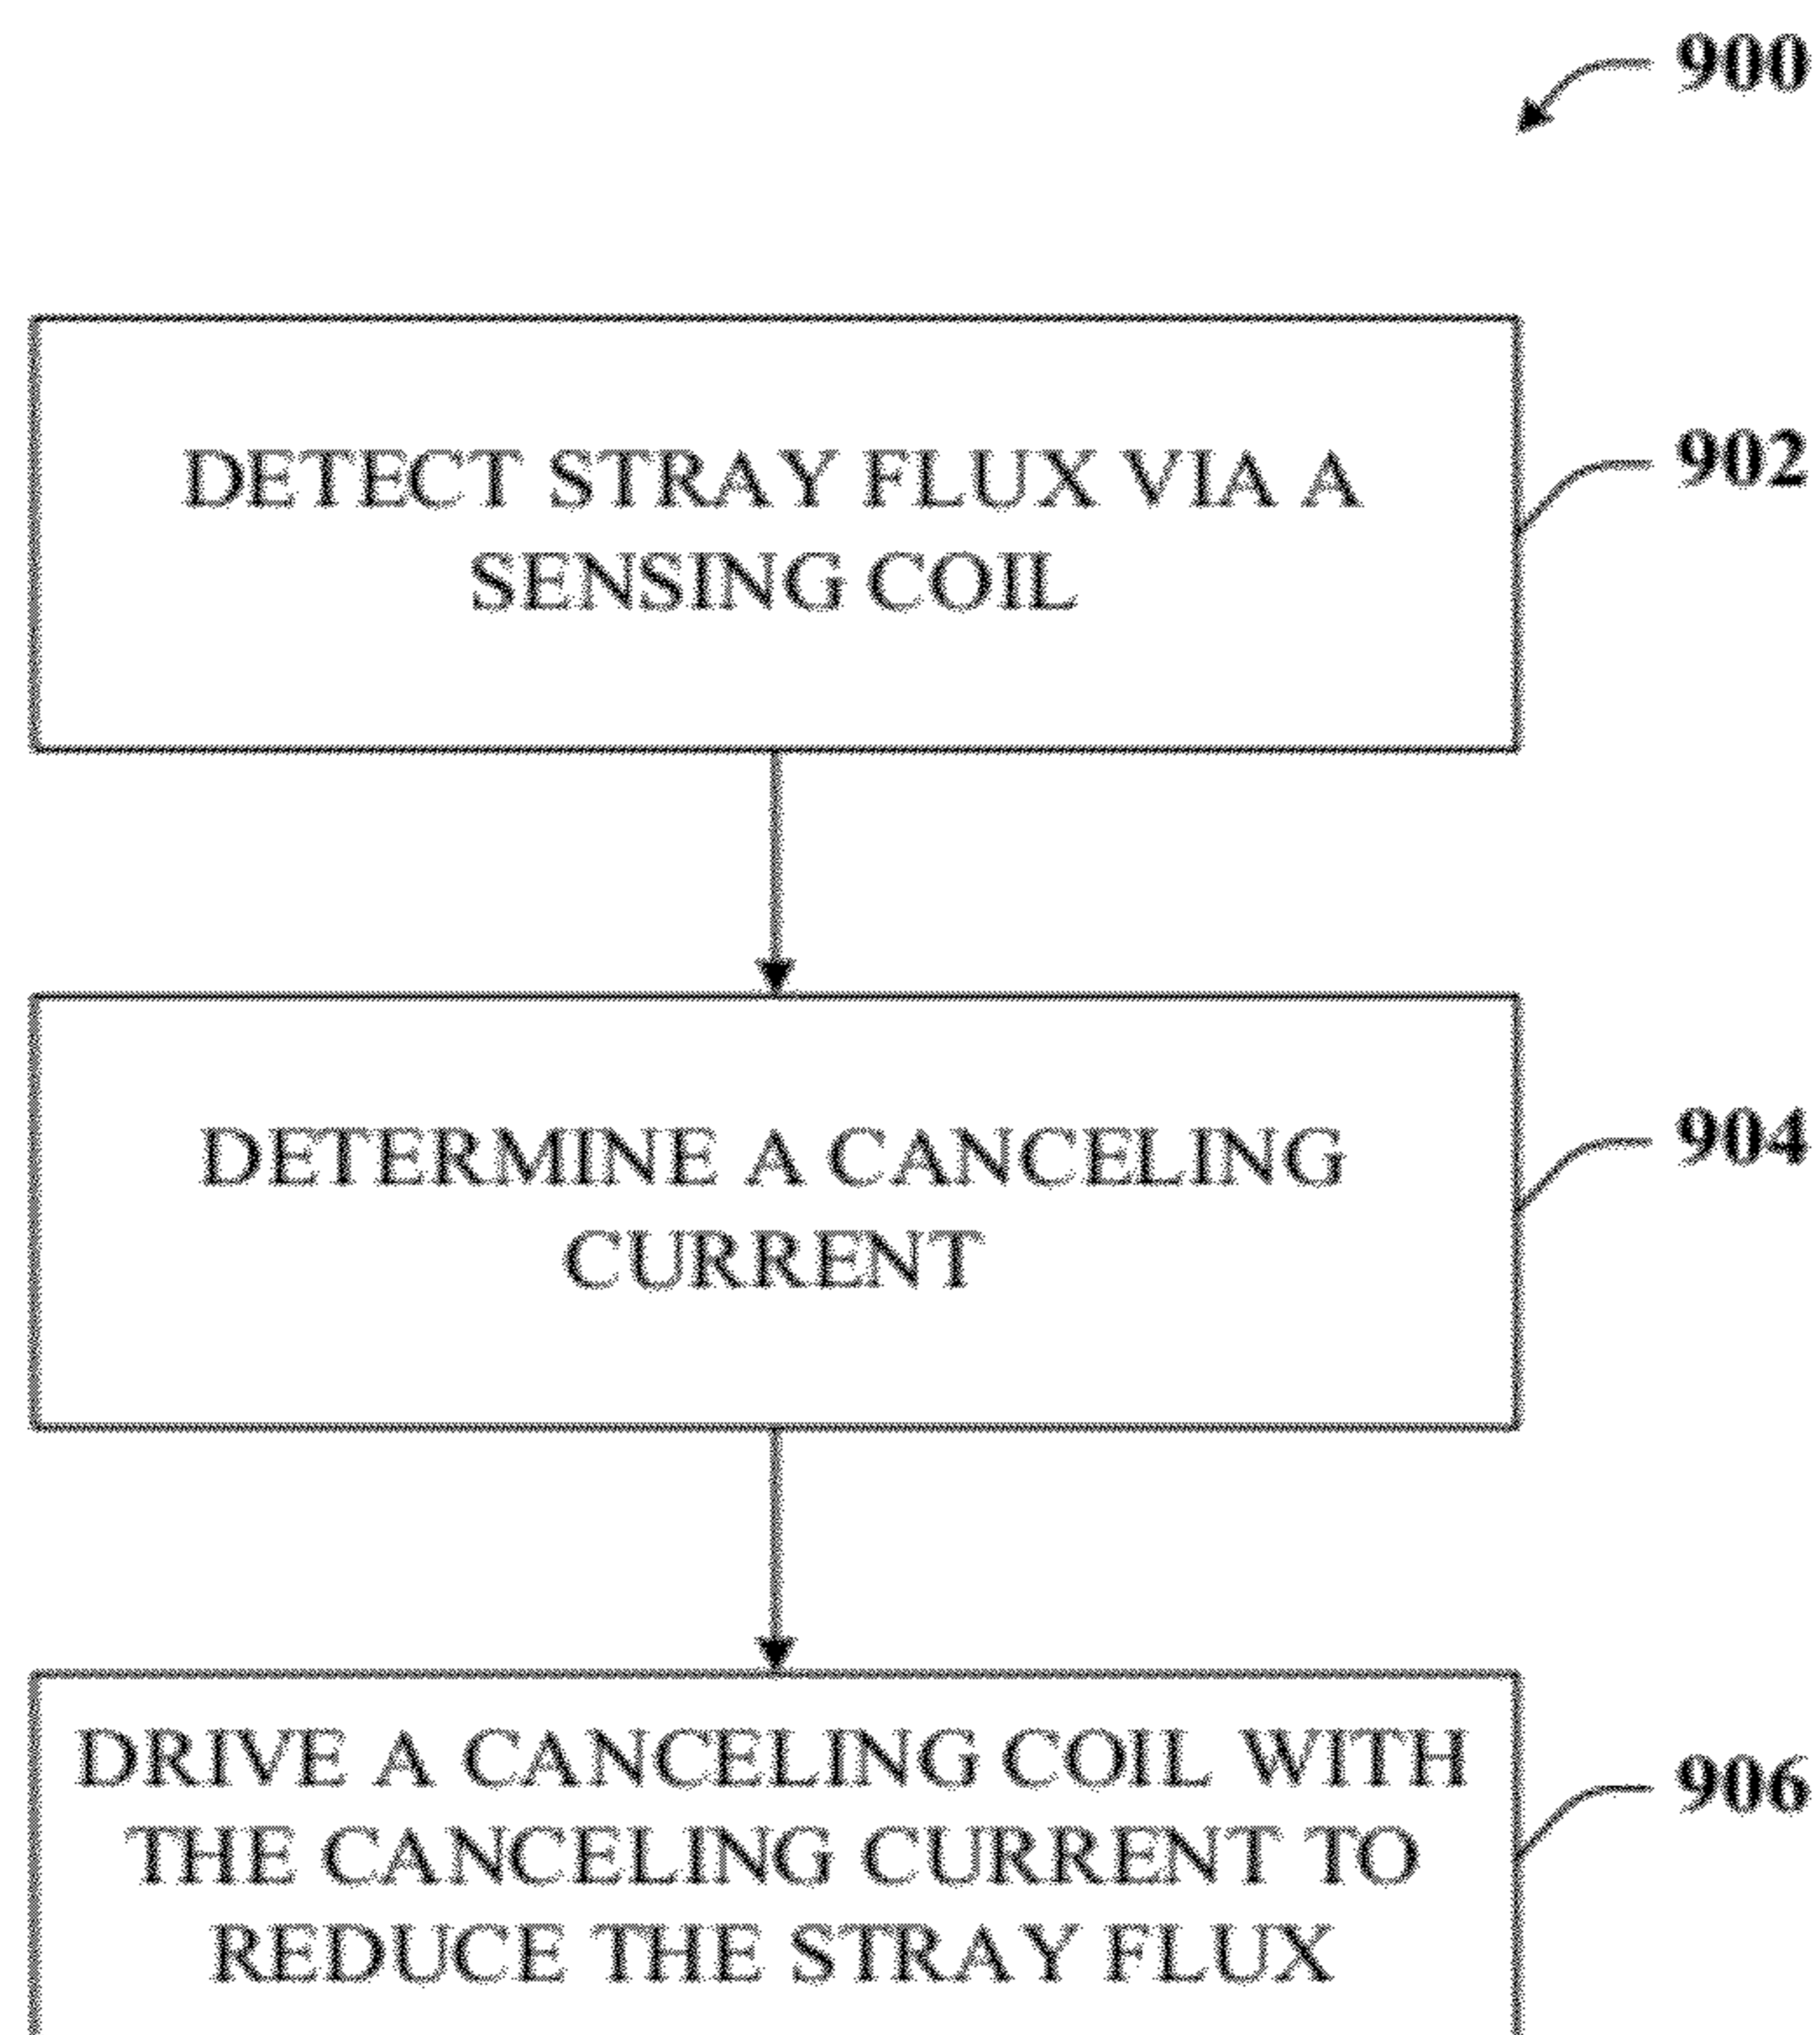 900
DETECT STRAY FLUX VIA A
SENSING COIL
902
DETERMINE A CANCELING
CURRENT
904
DRIVE A CANCELING COIL WITH
THE CANCELING CURRENT TO
REDUCE THE STRAY FLUX
906